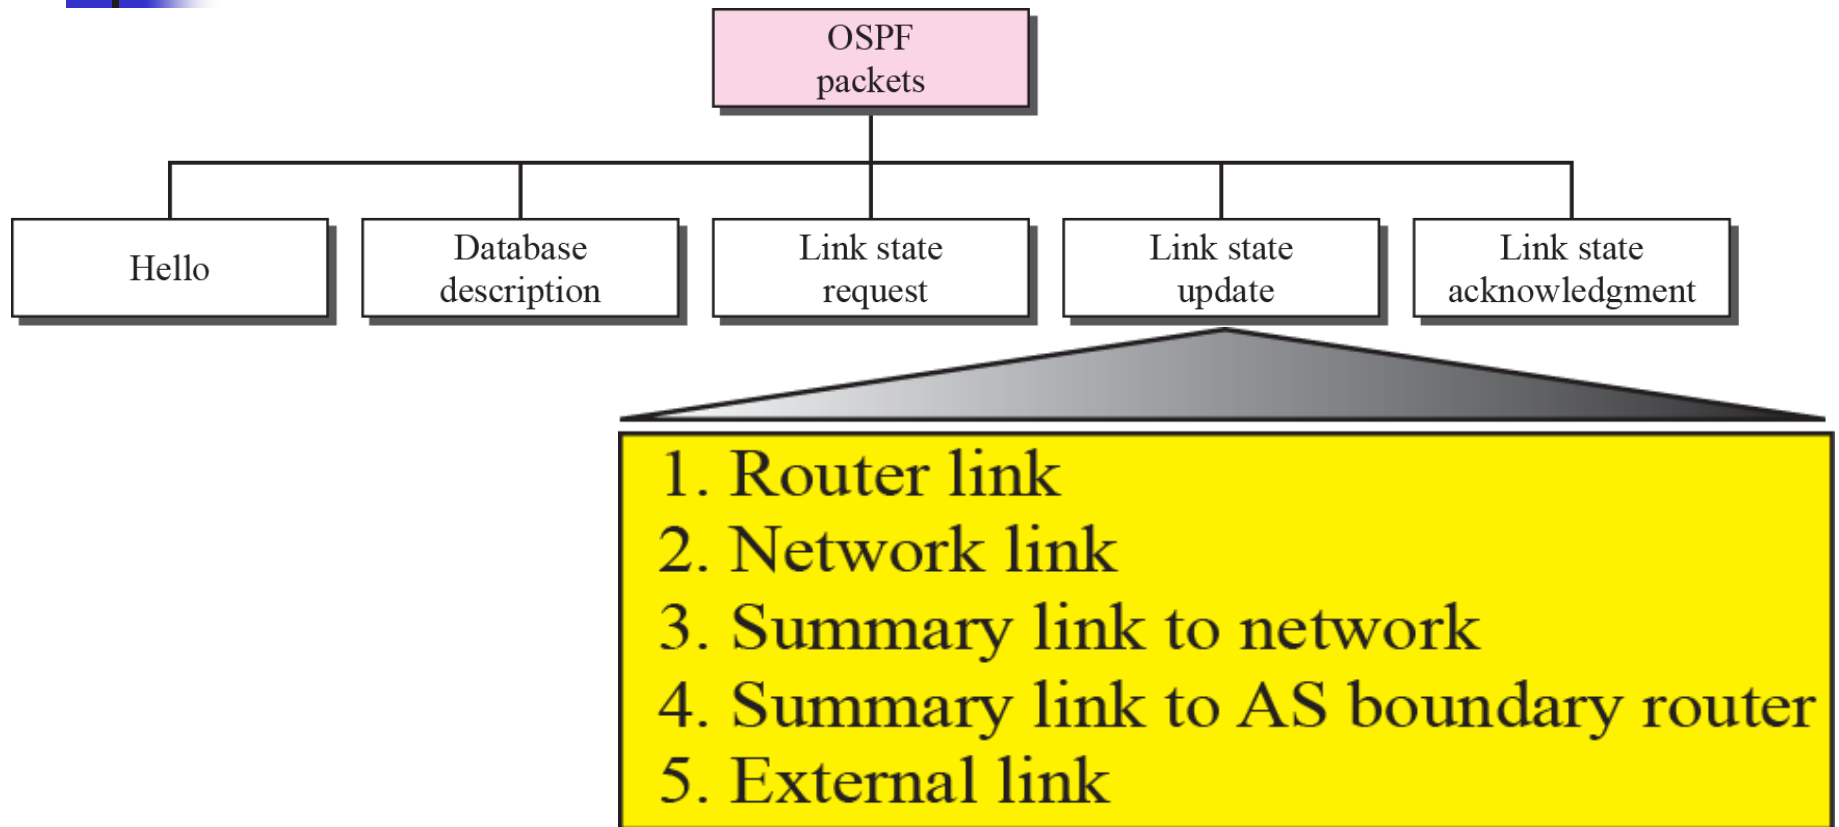 OSPF
packets
Hello
Database
description
Link state
request
Link state
update
Link state
acknowledgment
1. Router link
2. Network link
3. Summary link to network
4. Summary link to AS boundary router
5. External link